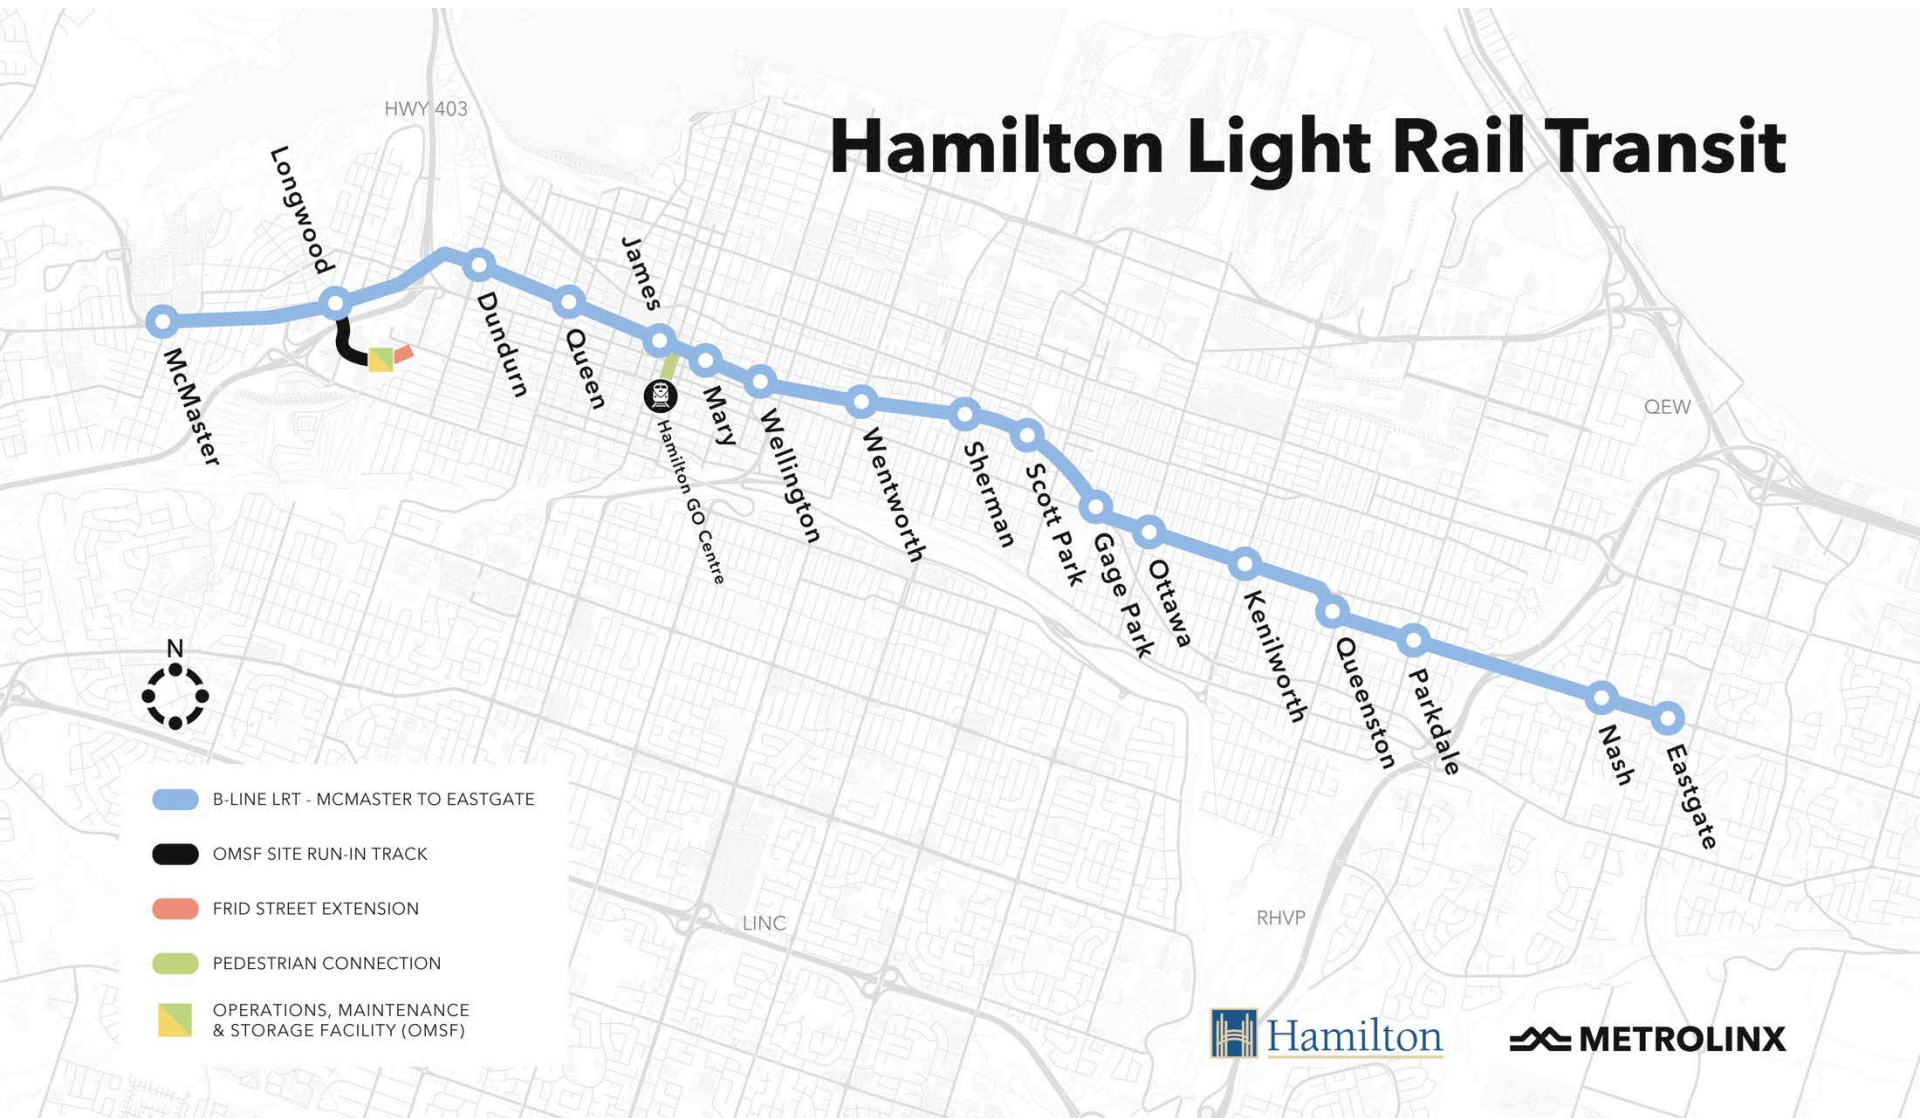 Hamilton Light Rail Transit
HWY 403
QEW
LINC
RHVP
McMaster
Longwood
Dundurn
Queen
James
Hamilton GO Centre
Mary
Wellington
Wentworth
Sherman
Scott Park
Gage Park
Ottawa
Kenilworth
Queenston
Parkdale
Nash
Eastgate
N
B-LINE LRT - MCMASTER TO EASTGATE
OMSF SITE RUN-IN TRACK
FRID STREET EXTENSION
PEDESTRIAN CONNECTION
OPERATIONS, MAINTENANCE
& STORAGE FACILITY (OMSF)
Hamilton
METROLINX